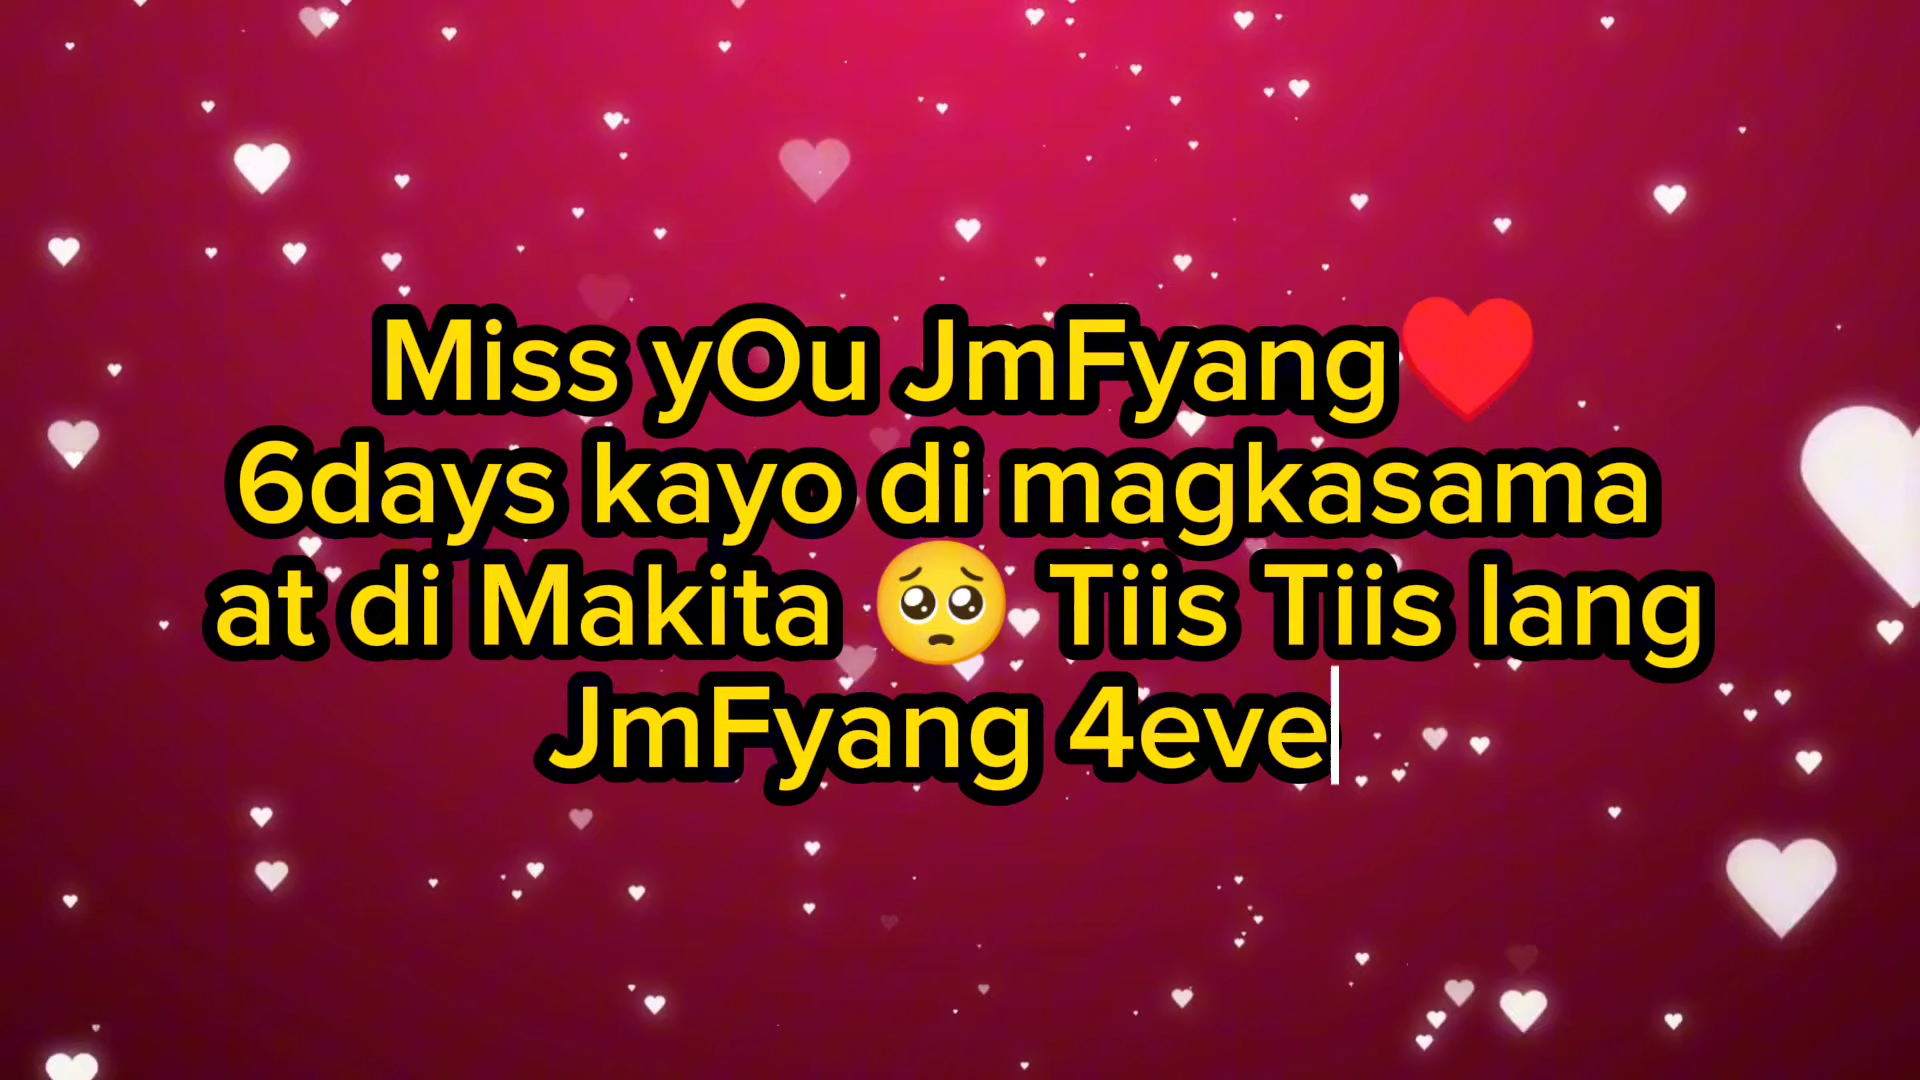 Miss yOu JmFyang❤️
6days kayo di magkasama
at di Makita 🥺 Tiis Tiis lang
JmFyang 4eve